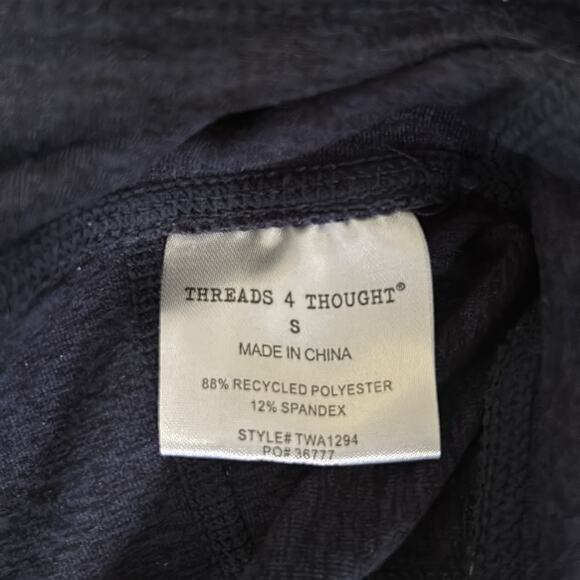 THREADS 4 THOUGHT®
S
MADE IN CHINA
88% RECYCLED POLYESTER
12% SPANDEX
STYLE# TWA1294
PO# 36777